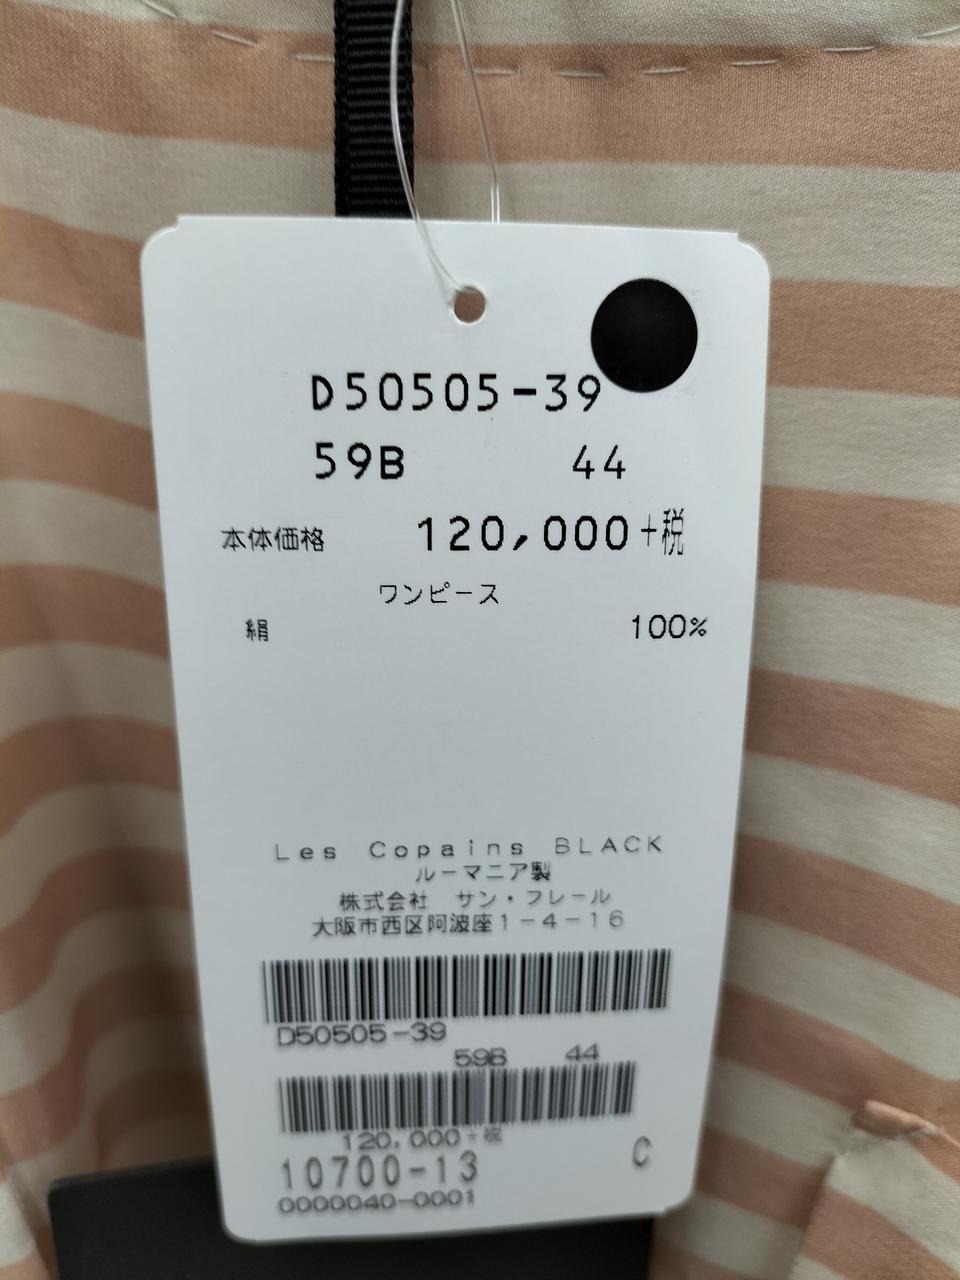 D50505-39
59B 44
本体価格 120,000+税
ワンピース
絹 100%
Les Copains BLACK
ルーマニア製
株式会社 サン・フレール
大阪市西区阿波座1-4-16
D50505-39
59B 44
120,000+税
10700-13 C
0000040-0001